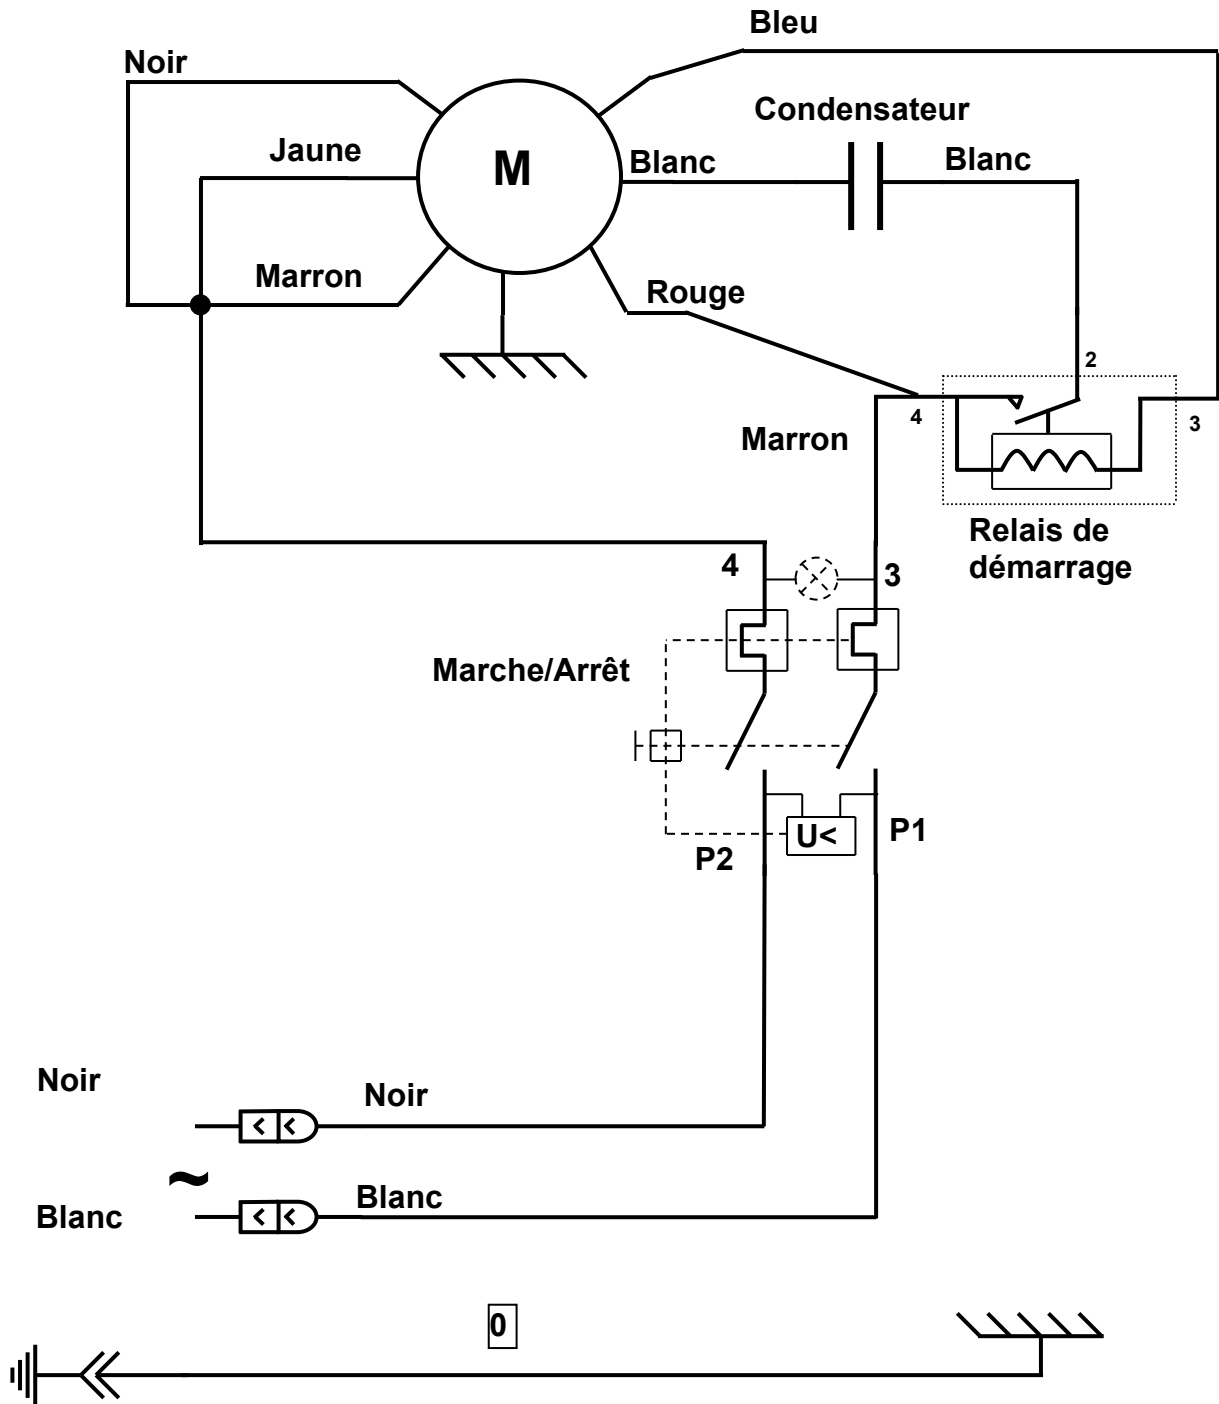 Bleu
Noir
Condensateur
Jaune
M
Blanc
Blanc
Marron
Rouge
2
4
3
Marron
Relais de
démarrage
4
3
Marche/Arrêt
U<
P1
P2
Noir
Noir
~
Blanc
Blanc
0